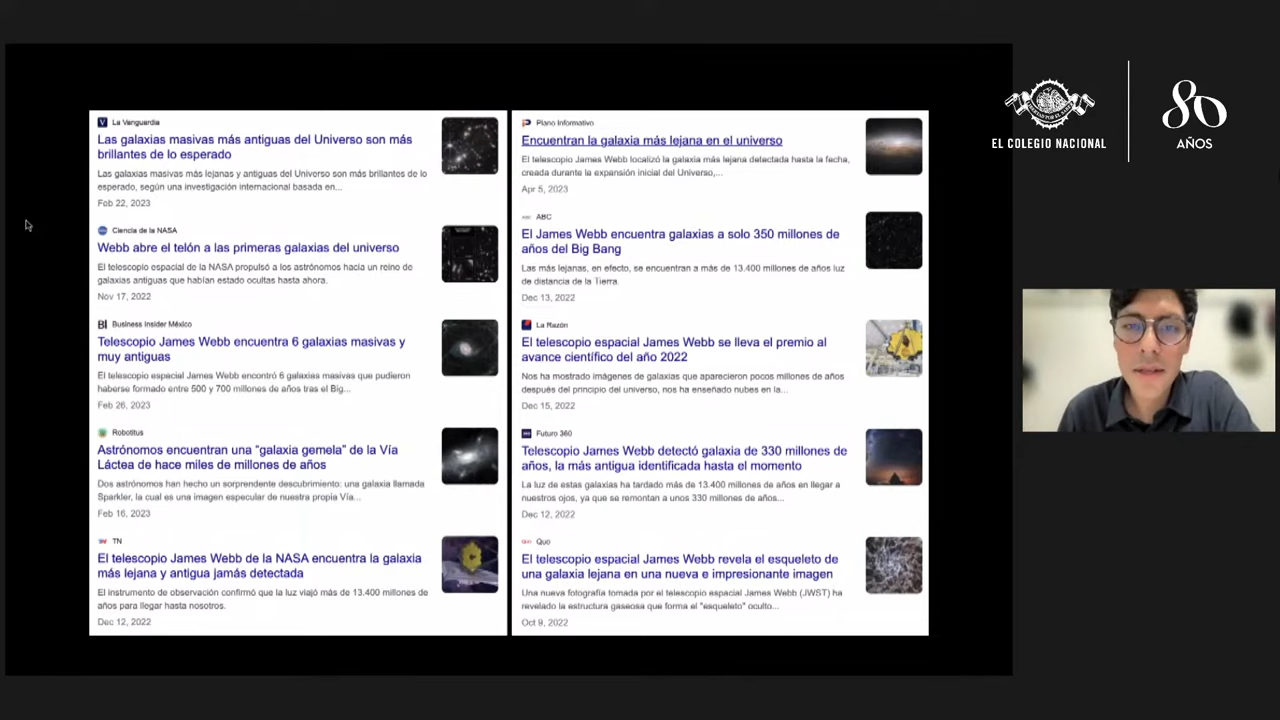 La Vanguardia
Las galaxias masivas más antiguas del Universo son más
brillantes de lo esperado
Las galaxias masivas más lejanas y antiguas del Universo son más brillantes de lo
esperado, según una investigación internacional basada en...
Feb 22, 2023
Ciencia de la NASA
Webb abre el telón a las primeras galaxias del universo
El telescopio espacial de la NASA propulsó a los astrónomos hacia un reino de
galaxias antiguas que habían estado ocultas hasta ahora.
Nov 17, 2022
BI Business Insider México
Telescopio James Webb encuentra 6 galaxias masivas y
muy antiguas
El telescopio espacial James Webb encontró 6 galaxias masivas que pudieron
haberse formado entre 500 y 700 millones de años tras el Big...
Feb 26, 2023
Robotitus
Astrónomos encuentran una "galaxia gemela" de la Vía
Láctea de hace miles de millones de años
Dos astrónomos han hecho un sorprendente descubrimiento: una galaxia llamada
Sparkler, la cual es una imagen especular de nuestra propia Vía...
Feb 16, 2023
TN
El telescopio James Webb de la NASA encuentra la galaxia
más lejana y antigua jamás detectada
El instrumento de observación confirmó que la luz viajó más de 13.400 millones de
años para llegar hasta nosotros.
Dec 12, 2022
Plano Informativo
Encuentran la galaxia más lejana en el universo
El telescopio James Webb localizó la galaxia más lejana detectada hasta la fecha,
creada durante la expansión inicial del Universo,...
Apr 5, 2023
ABC
El James Webb encuentra galaxias a solo 350 millones de
años del Big Bang
Las más lejanas, en efecto, se encuentran a más de 13.400 millones de años luz
de distancia de la Tierra.
Dec 13, 2022
La Razón
El telescopio espacial James Webb se lleva el premio al
avance científico del año 2022
Nos ha mostrado imágenes de galaxias que aparecieron pocos millones de años
después del principio del universo, nos ha enseñado nubes en la...
Dec 15, 2022
Futuro 360
Telescopio James Webb detectó galaxia de 330 millones de
años, la más antigua identificada hasta el momento
La luz de estas galaxias ha tardado más de 13.400 millones de años en llegar a
nuestros ojos, ya que se remontan a unos 330 millones de años...
Dec 12, 2022
Quo
El telescopio espacial James Webb revela el esqueleto de
una galaxia lejana en una nueva e impresionante imagen
Una nueva fotografía tomada por el telescopio espacial James Webb (JWST) ha
revelado la estructura gaseosa que forma el "esqueleto" oculto...
Oct 9, 2022
EL COLEGIO NACIONAL
80
AÑOS